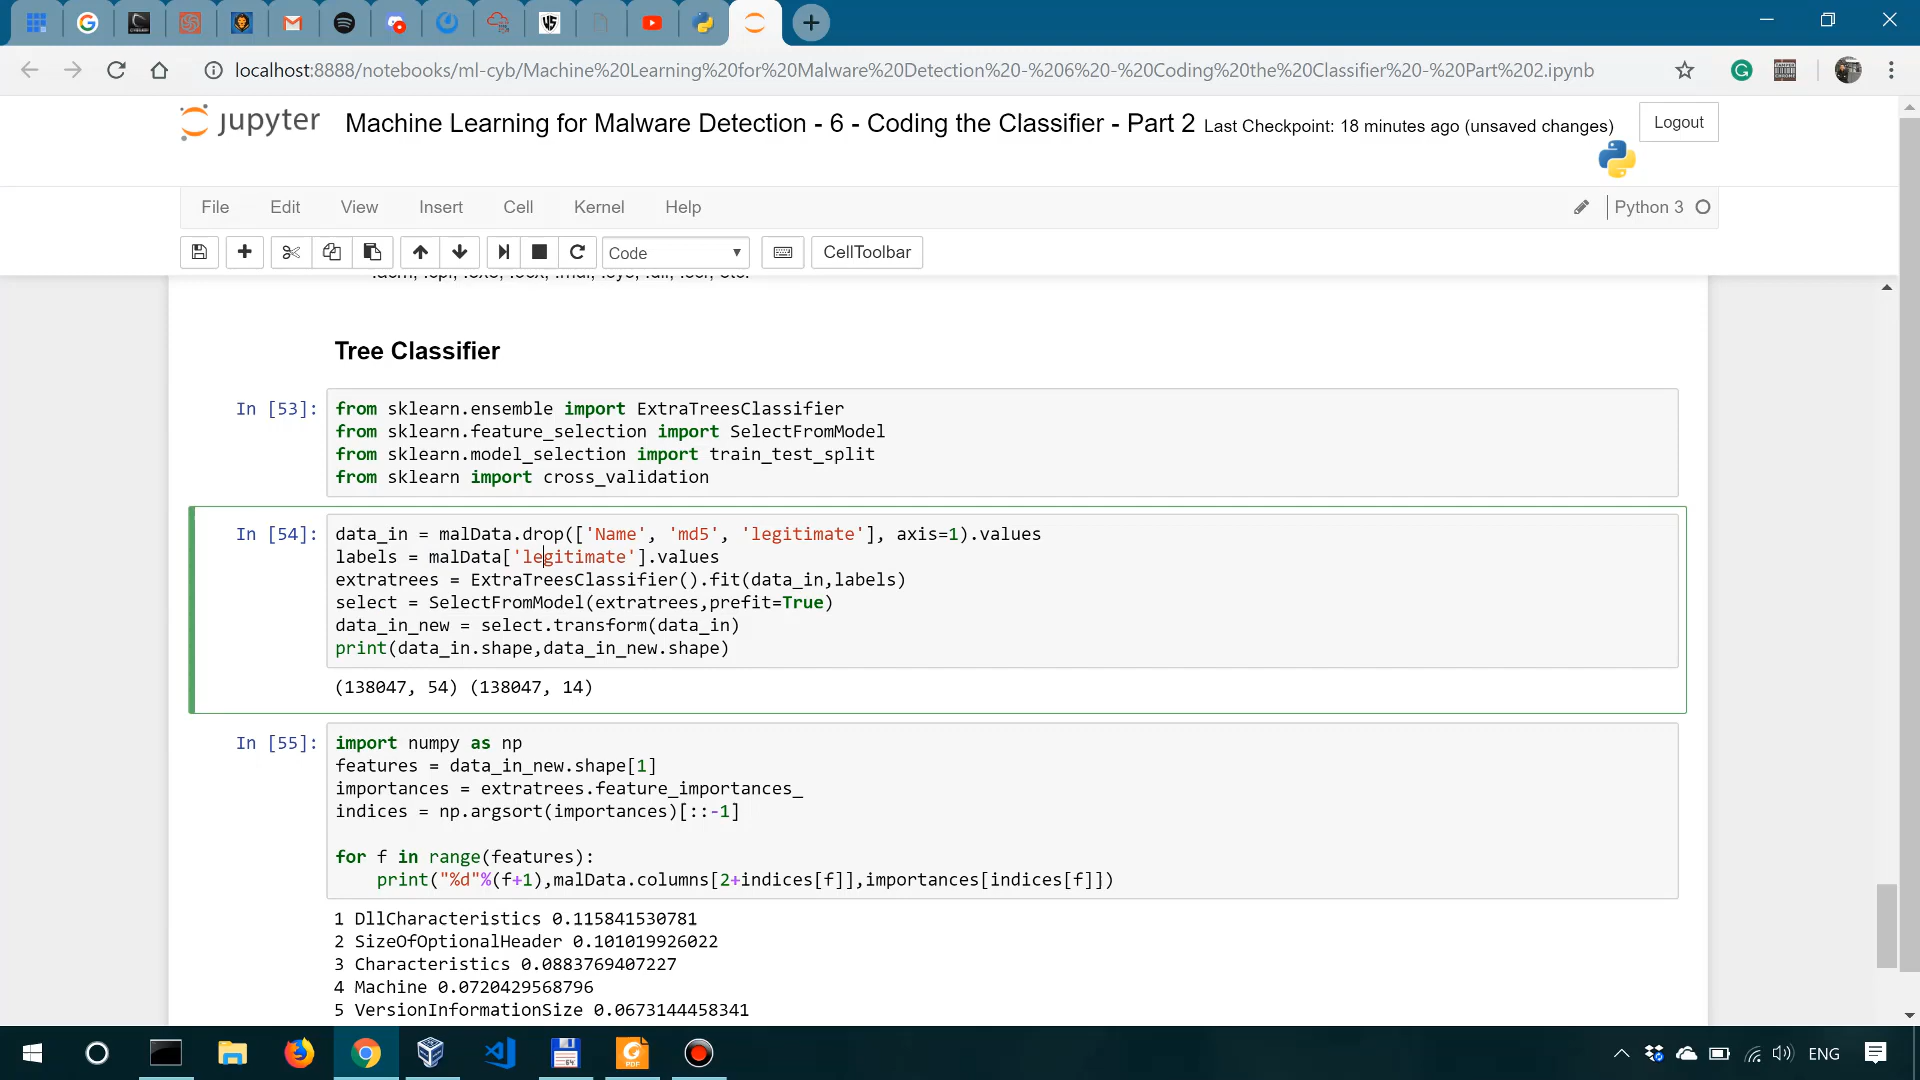 localhost:8888/notebooks/ml-cyb/Machine%20Learning%20for%20Malware%20Detection%20-%206%20-%20Coding%20the%20Classifier%20-%20Part%202.ipynb
jupyter Machine Learning for Malware Detection - 6 - Coding the Classifier - Part 2 Last Checkpoint: 18 minutes ago (unsaved changes) Logout
File Edit View Insert Cell Kernel Help Python 3
Code CellToolbar
Tree Classifier
In [53]: from sklearn.ensemble import ExtraTreesClassifier
from sklearn.feature_selection import SelectFromModel
from sklearn.model_selection import train_test_split
from sklearn import cross_validation
In [54]: data_in = malData.drop(['Name', 'md5', 'legitimate'], axis=1).values
labels = malData['legitimate'].values
extratrees = ExtraTreesClassifier().fit(data_in,labels)
select = SelectFromModel(extratrees,prefit=True)
data_in_new = select.transform(data_in)
print(data_in.shape,data_in_new.shape)
(138047, 54) (138047, 14)
In [55]: import numpy as np
features = data_in_new.shape[1]
importances = extratrees.feature_importances_
indices = np.argsort(importances)[::-1]
for f in range(features):
print("%d"%(f+1),malData.columns[2+indices[f]],importances[indices[f]])
1 DllCharacteristics 0.115841530781
2 SizeOfOptionalHeader 0.101019926022
3 Characteristics 0.0883769407227
4 Machine 0.0720429568796
5 VersionInformationSize 0.0673144458341
ENG